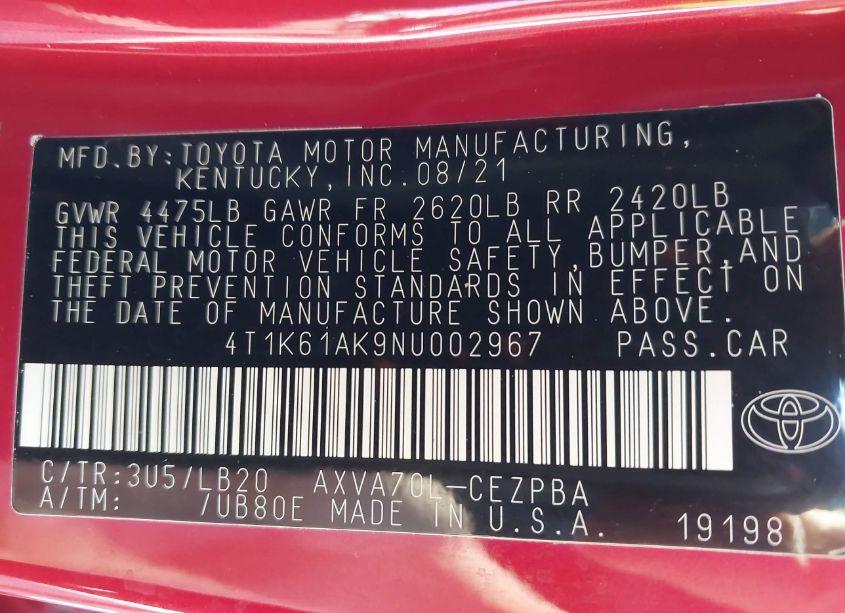 MFD.BY:TOYOTA MOTOR MANUFACTURING,
KENTUCKY,INC.08/21
GVWR 4475LB GAWR FR 2620LB RR 2420LB
THIS VEHICLE CONFORMS TO ALL APPLICABLE
FEDERAL MOTOR VEHICLE SAFETY,BUMPER,AND
THEFT PREVENTION STANDARDS IN EFFECT ON
THE DATE OF MANUFACTURE SHOWN ABOVE.
4T1K61AK9NU002967 PASS.CAR
C/TR:3U5/LB20 AXVA70L-CEZPBA
A/TM: /UB80E MADE IN U.S.A. 19198